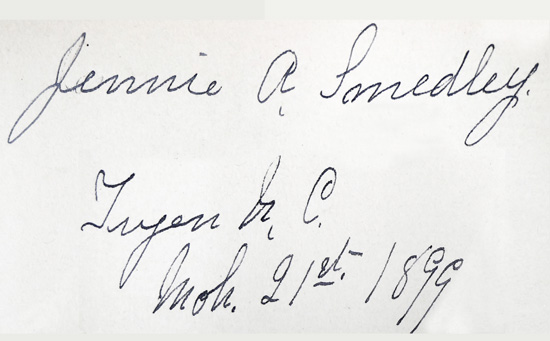 Jennie A. Smedley.
Tryon N. C.
Mch. 21st. 1899